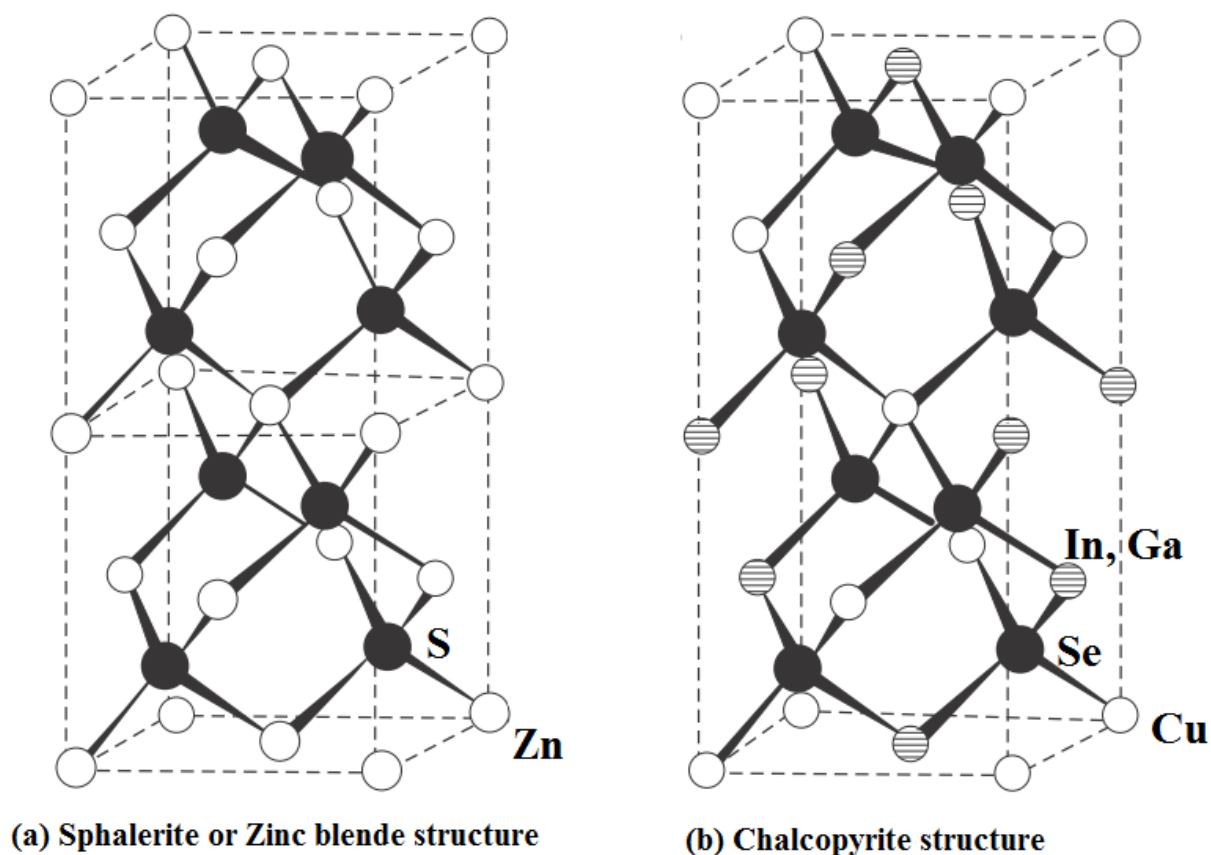 In, Ga
S
Se
Zn
Cu
(a) Sphalerite or Zinc blende structure
(b) Chalcopyrite structure